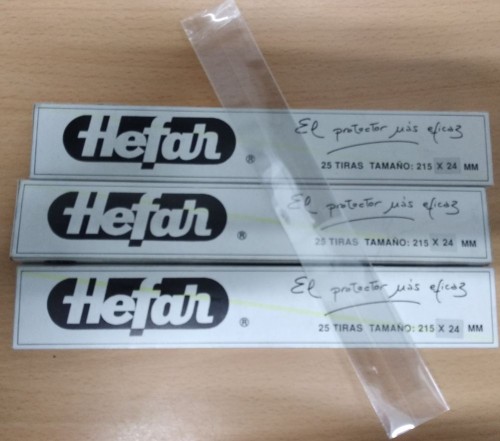 Hefar ®
El protector más eficaz
25 TIRAS TAMAÑO: 215 X 24 MM
Hefar ®
El protector más eficaz
25 TIRAS TAMAÑO: 215 X 24 MM
Hefar ®
El protector más eficaz
25 TIRAS TAMAÑO: 215 X 24 MM